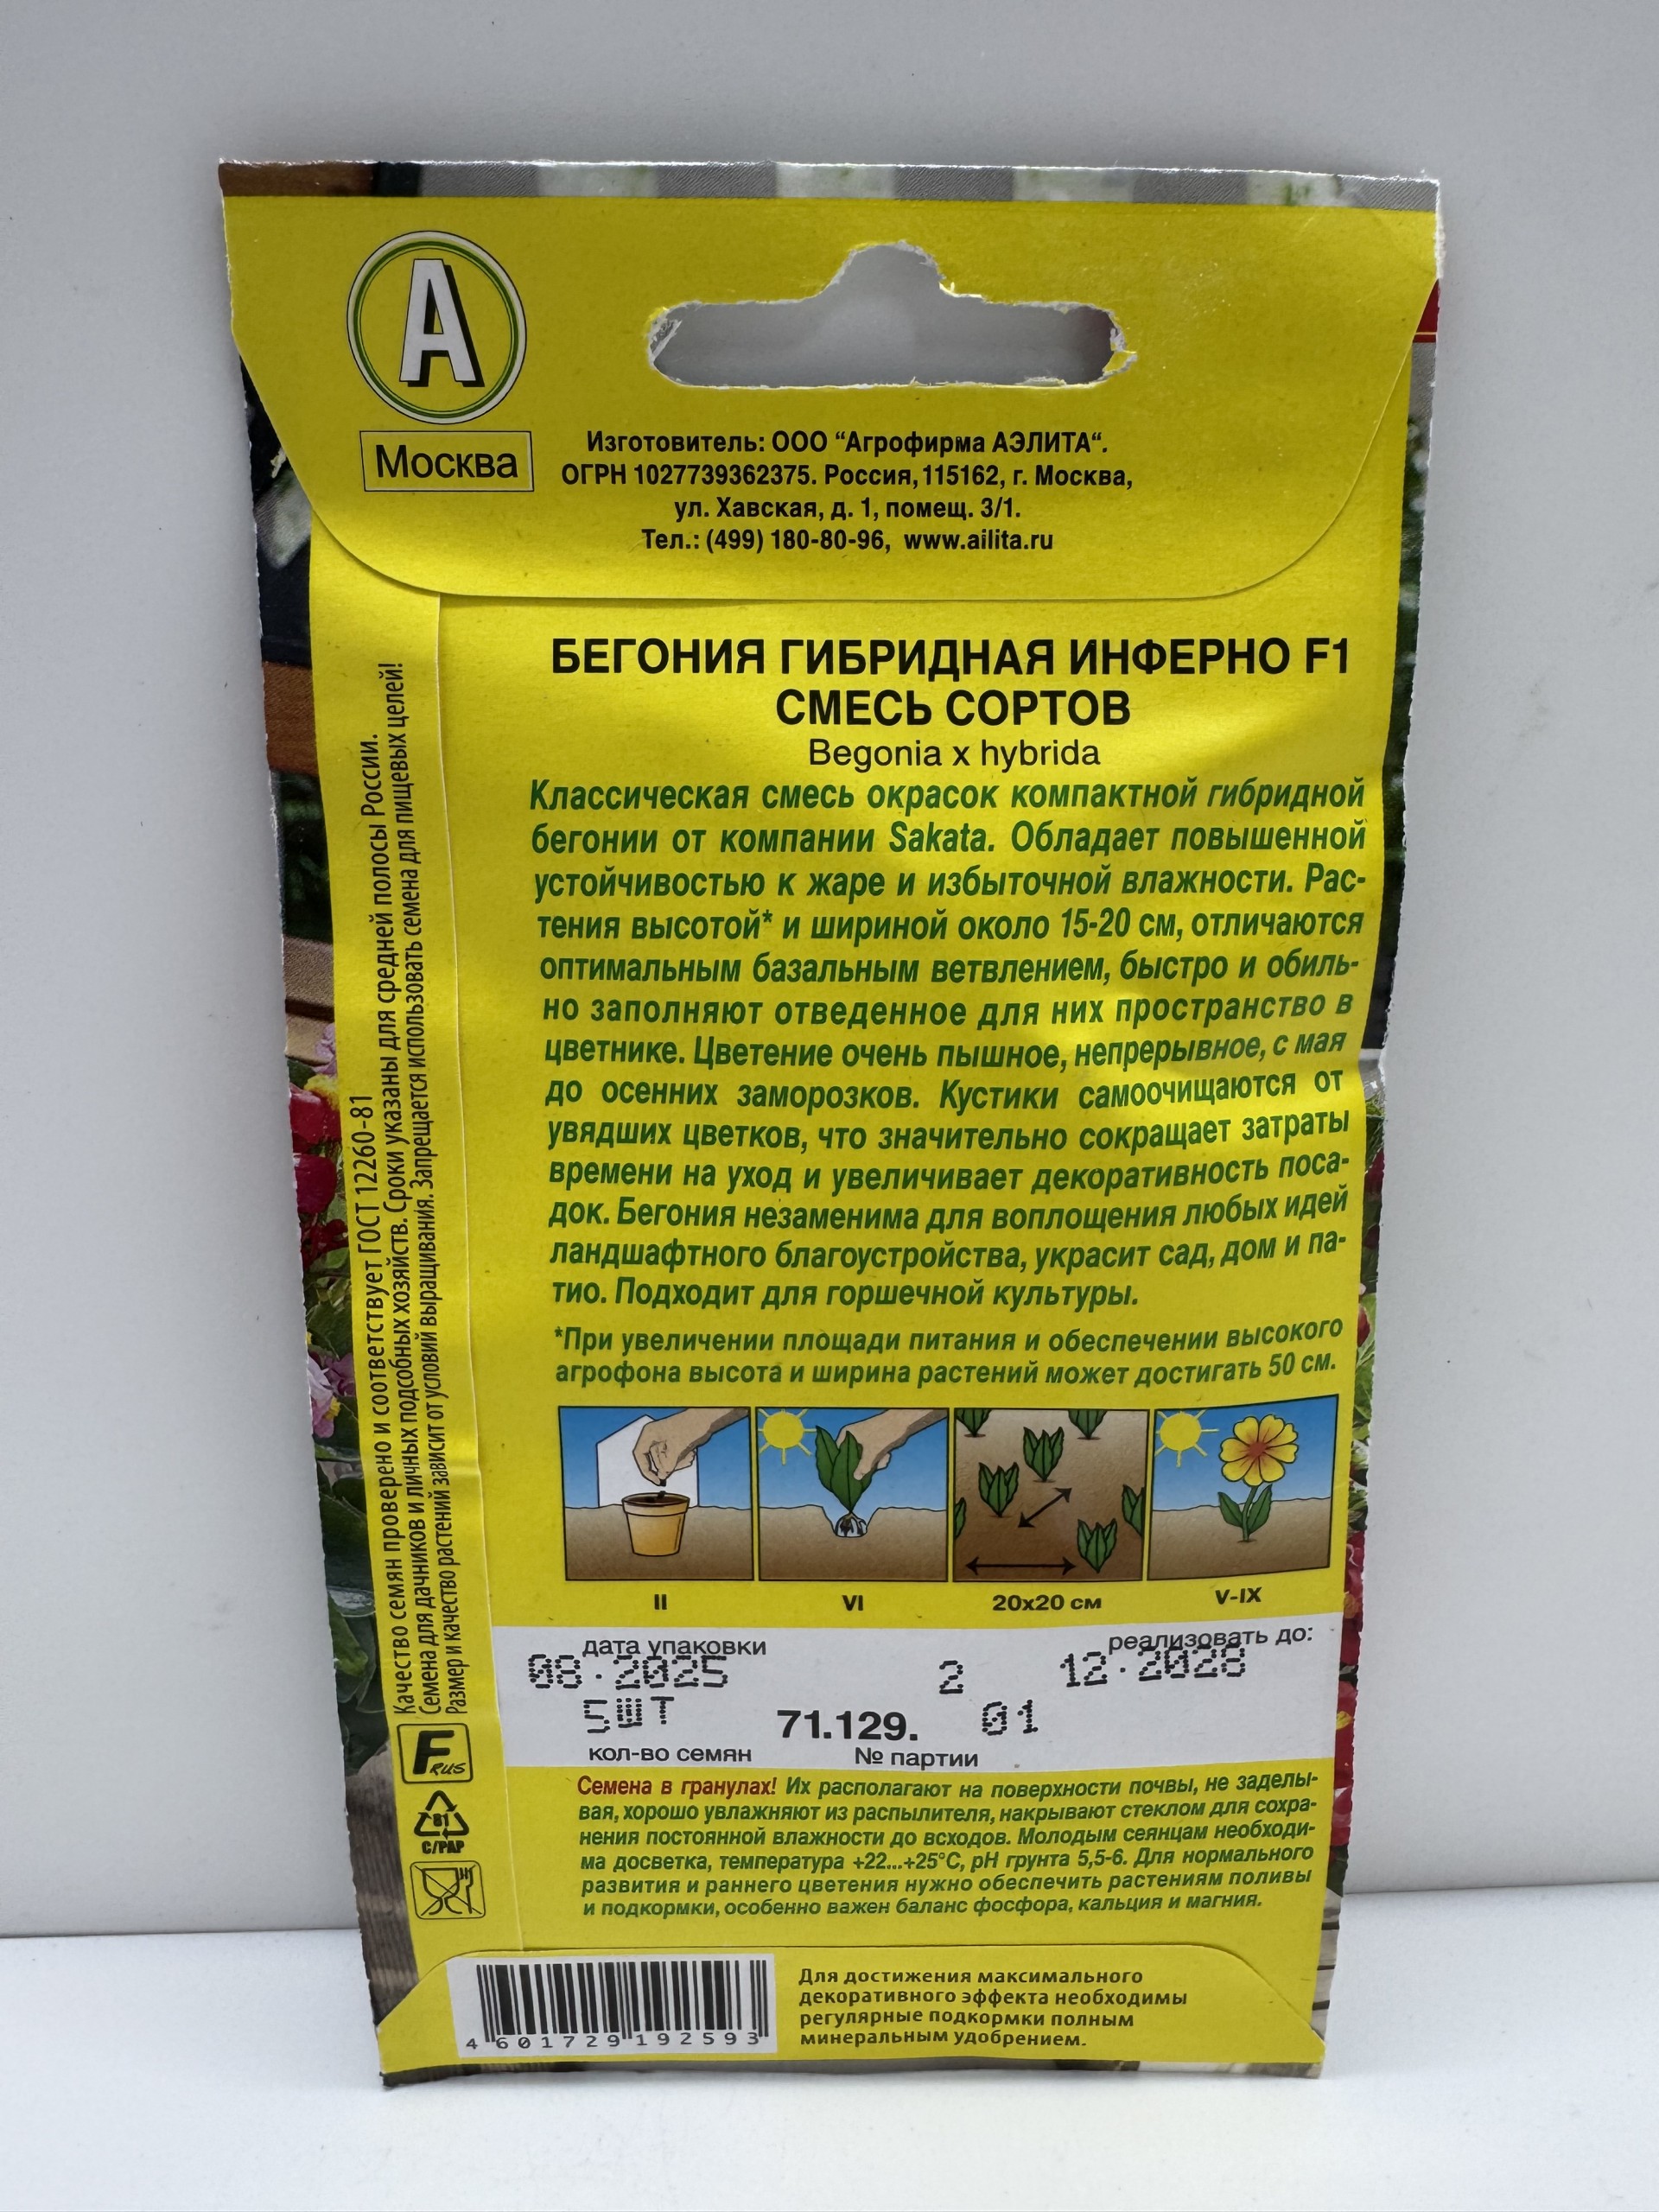 А
Москва
Изготовитель: ООО “Агрофирма АЭЛИТА“.
ОГРН 1027739362375. Россия, 115162, г. Москва,
ул. Хавская, д. 1, помещ. 3/1.
Тел.: (499) 180-80-96, www.ailita.ru
БЕГОНИЯ ГИБРИДНАЯ ИНФЕРНО F1
СМЕСЬ СОРТОВ
Begonia x hybrida
Классическая смесь окрасок компактной гибридной
бегонии от компании Sakata. Обладает повышенной
устойчивостью к жаре и избыточной влажности. Рас-
тения высотой* и шириной около 15-20 см, отличаются
оптимальным базальным ветвлением, быстро и обиль-
но заполняют отведенное для них пространство в
цветнике. Цветение очень пышное, непрерывное, с мая
до осенних заморозков. Кустики самоочищаются от
увядших цветков, что значительно сокращает затраты
времени на уход и увеличивает декоративность поса-
док. Бегония незаменима для воплощения любых идей
ландшафтного благоустройства, украсит сад, дом и па-
тио. Подходит для горшечной культуры.
*При увеличении площади питания и обеспечении высокого
агрофона высота и ширина растений может достигать 50 см.
II VI 20х20 см V-IX
дата упаковки реализовать до:
08.2025 2 12.2028
5ШТ 71.129. 01
кол-во семян № партии
Семена в гранулах! Их располагают на поверхности почвы, не заделы-
вая, хорошо увлажняют из распылителя, накрывают стеклом для сохра-
нения постоянной влажности до всходов. Молодым сеянцам необходи-
ма досветка, температура +22...+25°С, рН грунта 5,5-6. Для нормального
развития и раннего цветения нужно обеспечить растениям поливы
и подкормки, особенно важен баланс фосфора, кальция и магния.
Для достижения максимального
декоративного эффекта необходимы
регулярные подкормки полным
минеральным удобрением.
4 601729 192593
Качество семян проверено и соответствует ГОСТ 12260-81
Семена для дачников и личных подсобных хозяйств. Сроки указаны для средней полосы России.
Размер и качество растений зависит от условий выращивания. Запрещается использовать семена для пищевых целей!
F RUS
81
C/PAP